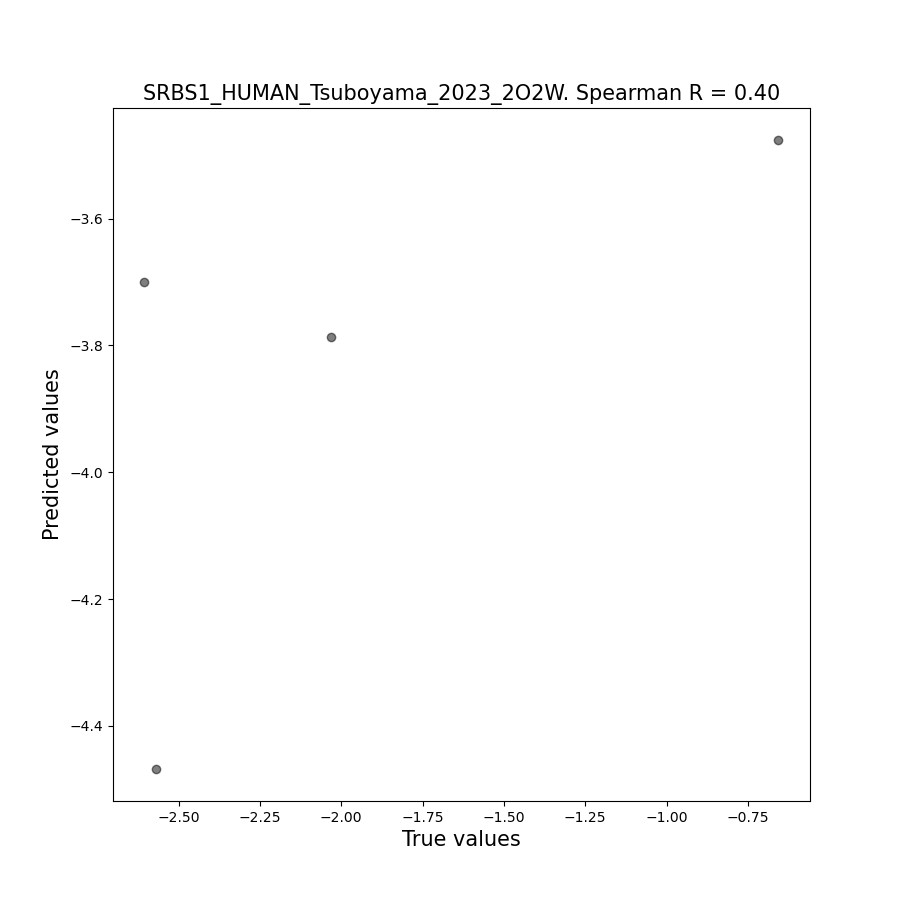 SRBS1_HUMAN_Tsuboyama_2023_2O2W. Spearman R = 0.40
Predicted values
−3.6
−3.8
−4.0
−4.2
−4.4
−2.50 −2.25 −2.00 −1.75 −1.50 −1.25 −1.00 −0.75
True values